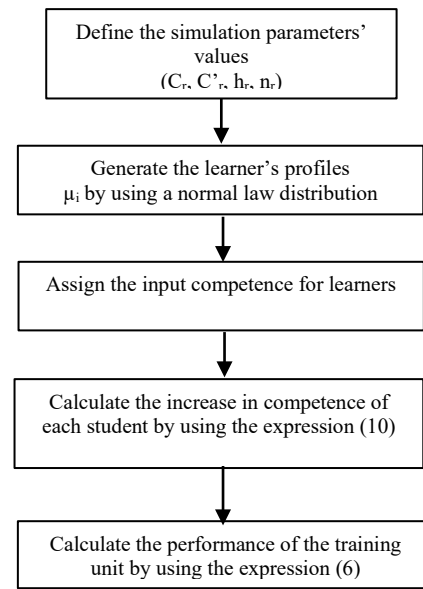 Define the simulation parameters’
values
(Cᵣ, C’ᵣ, hᵣ, nᵣ)
Generate the learner’s profiles
µᵢ by using a normal law distribution
Assign the input competence for learners
Calculate the increase in competence of
each student by using the expression (10)
Calculate the performance of the training
unit by using the expression (6)